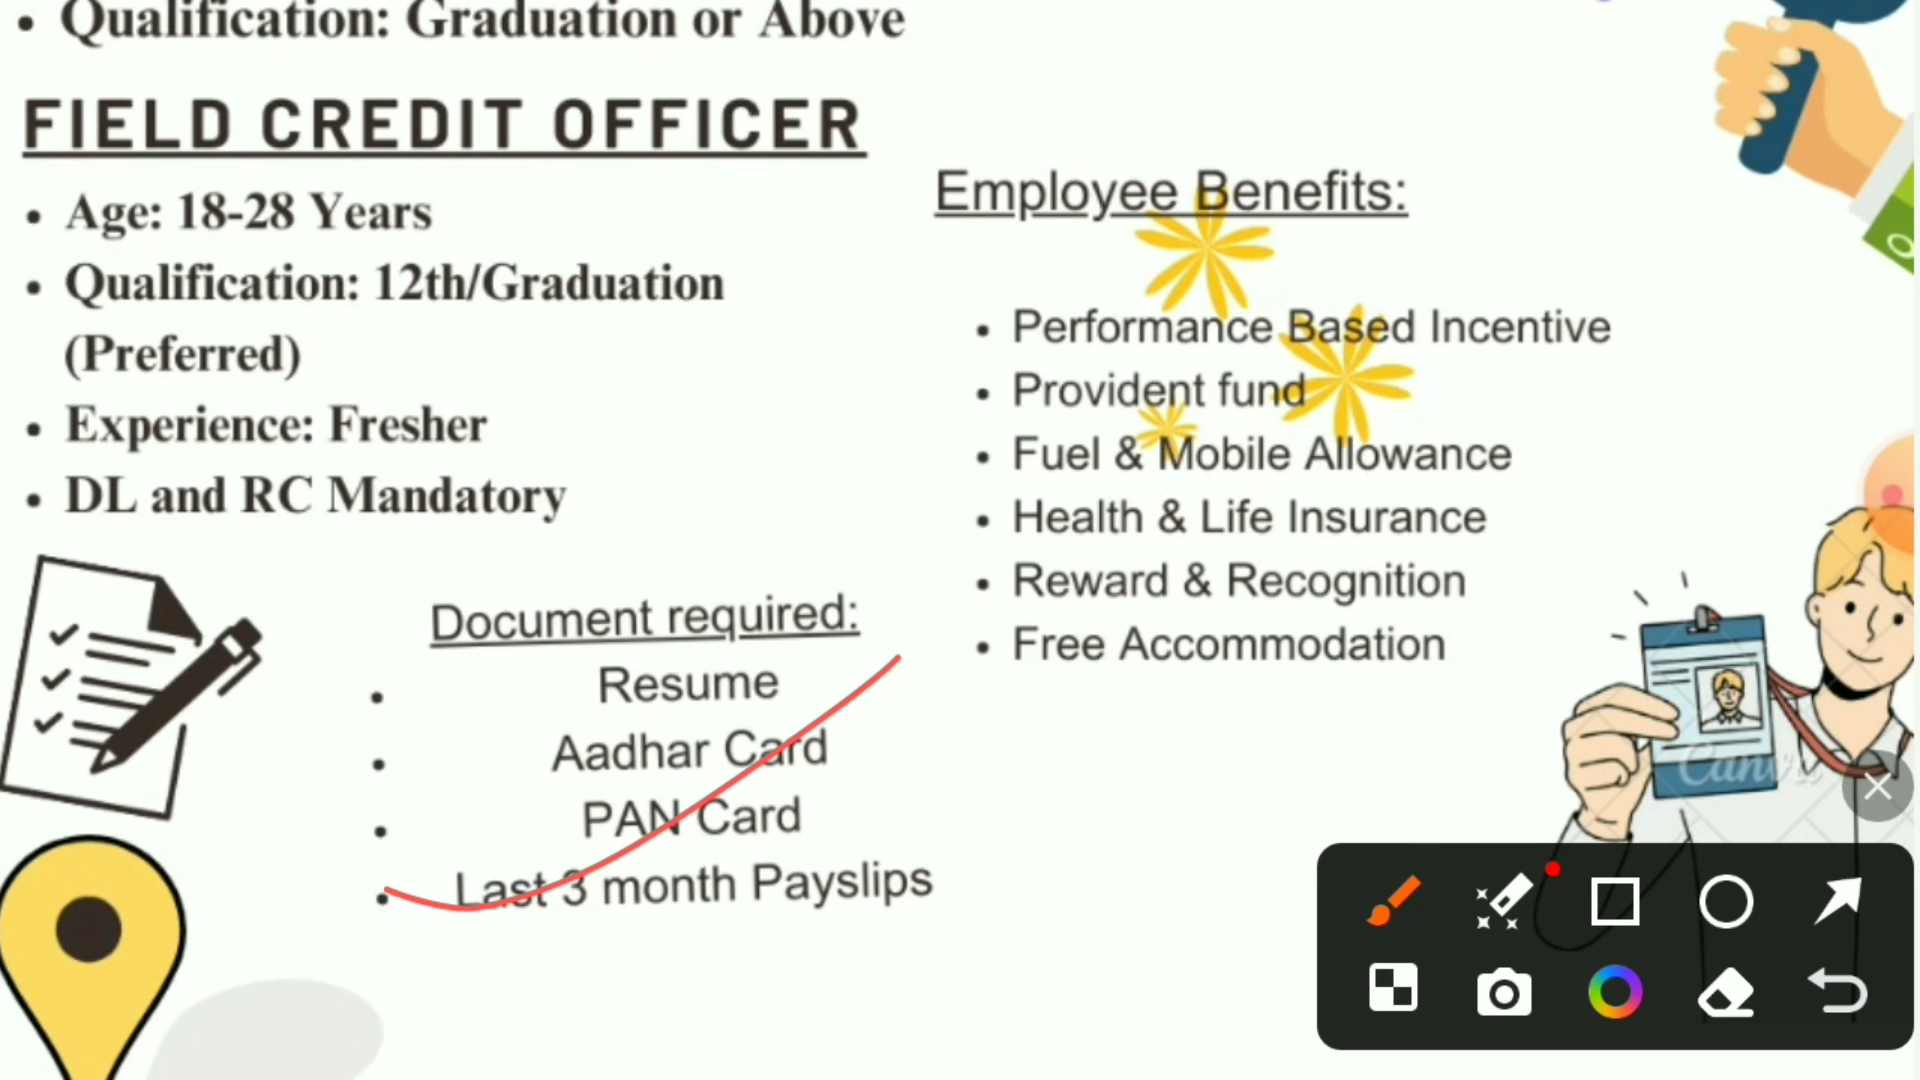 • Qualification: Graduation or Above
FIELD CREDIT OFFICER
• Age: 18-28 Years
• Qualification: 12th/Graduation
(Preferred)
• Experience: Fresher
• DL and RC Mandatory
Document required:
• Resume
• Aadhar Card
• PAN Card
• Last 3 month Payslips
Employee Benefits:
• Performance Based Incentive
• Provident fund
• Fuel & Mobile Allowance
• Health & Life Insurance
• Reward & Recognition
• Free Accommodation
Canva